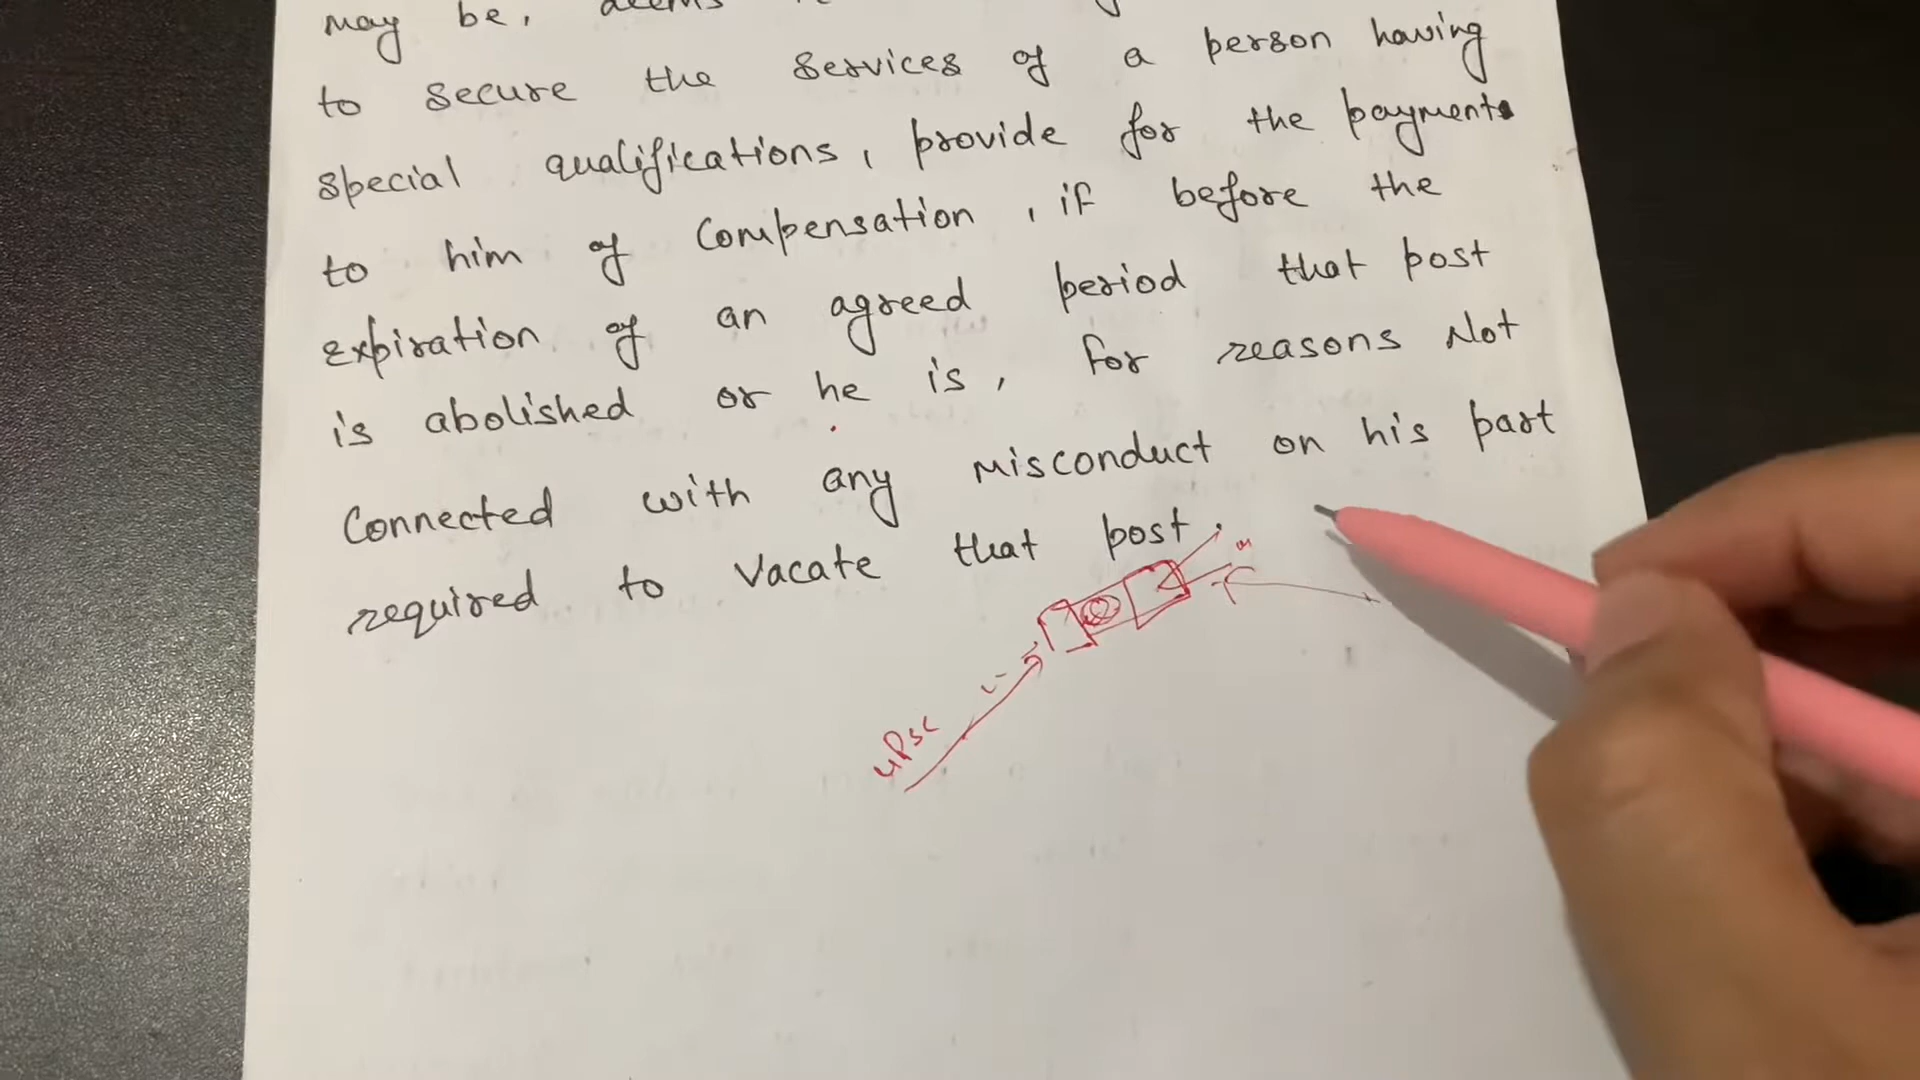 may be, deems
to secure the services of a person having
special qualifications, provide for the payments
to him of compensation, if before the
expiration of an agreed period that post
is abolished or he is, for reasons Not
Connected with any Misconduct on his part
required to Vacate that post.
UPSC